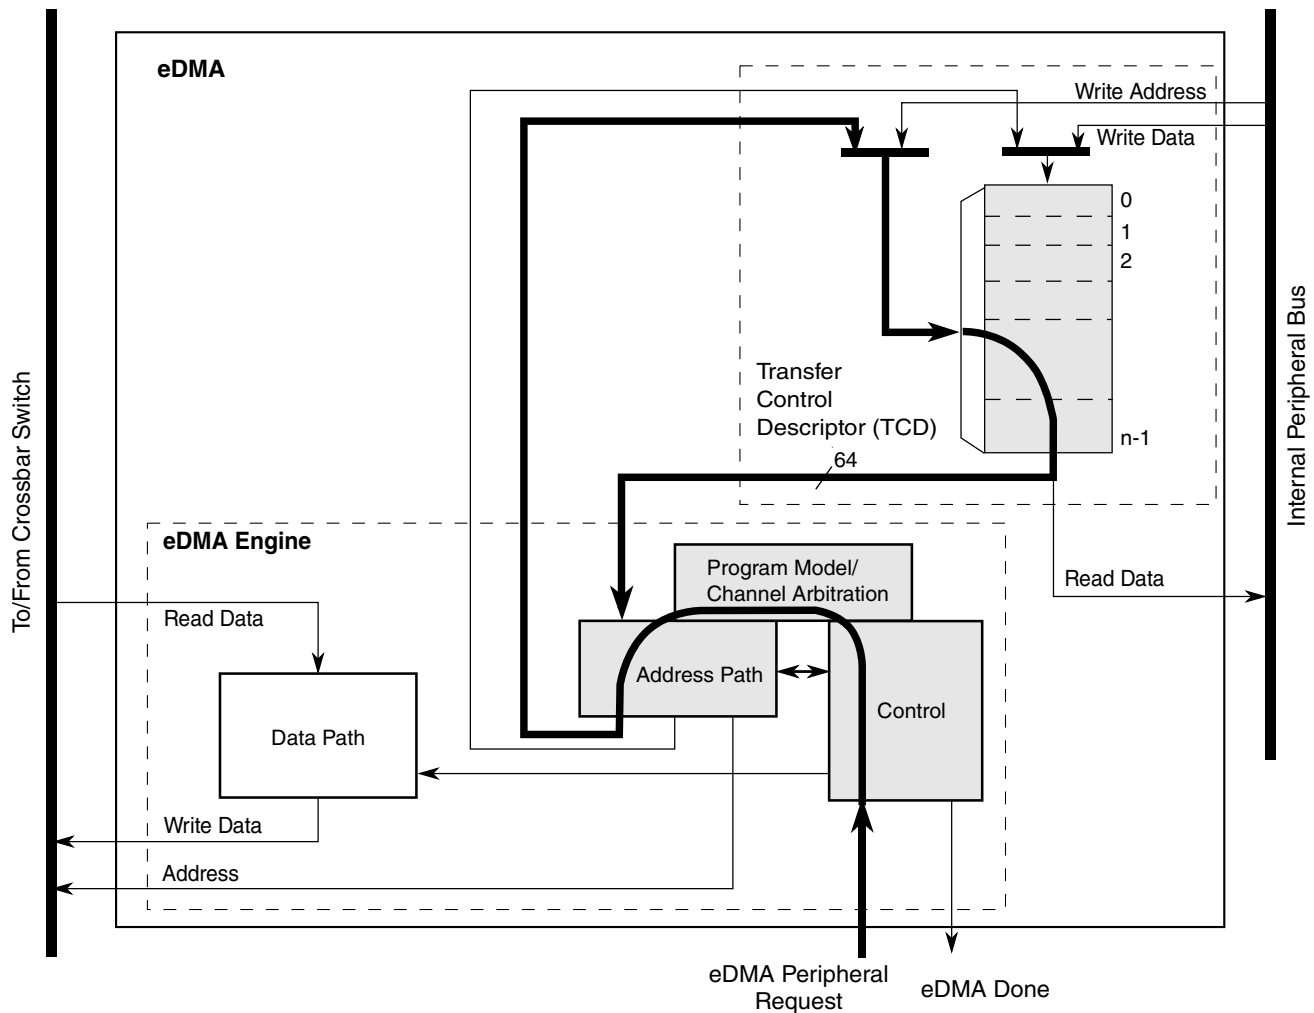 eDMA
Write Address
Write Data
0
1
2
n-1
Transfer
Control
Descriptor (TCD)
64
To/From Crossbar Switch
Internal Peripheral Bus
eDMA Engine
Program Model/
Channel Arbitration
Read Data
Read Data
Address Path
Control
Data Path
Write Data
Address
eDMA Peripheral
Request
eDMA Done